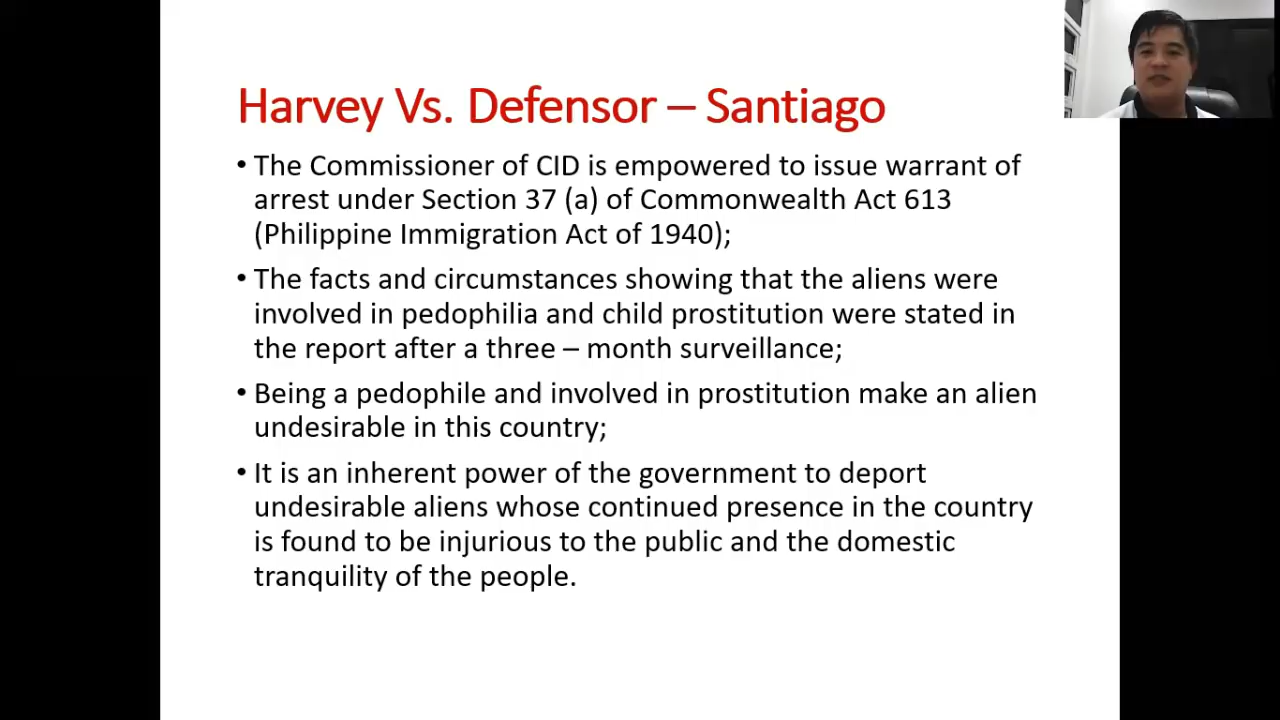 Harvey Vs. Defensor – Santiago
• The Commissioner of CID is empowered to issue warrant of
arrest under Section 37 (a) of Commonwealth Act 613
(Philippine Immigration Act of 1940);
• The facts and circumstances showing that the aliens were
involved in pedophilia and child prostitution were stated in
the report after a three – month surveillance;
• Being a pedophile and involved in prostitution make an alien
undesirable in this country;
• It is an inherent power of the government to deport
undesirable aliens whose continued presence in the country
is found to be injurious to the public and the domestic
tranquility of the people.